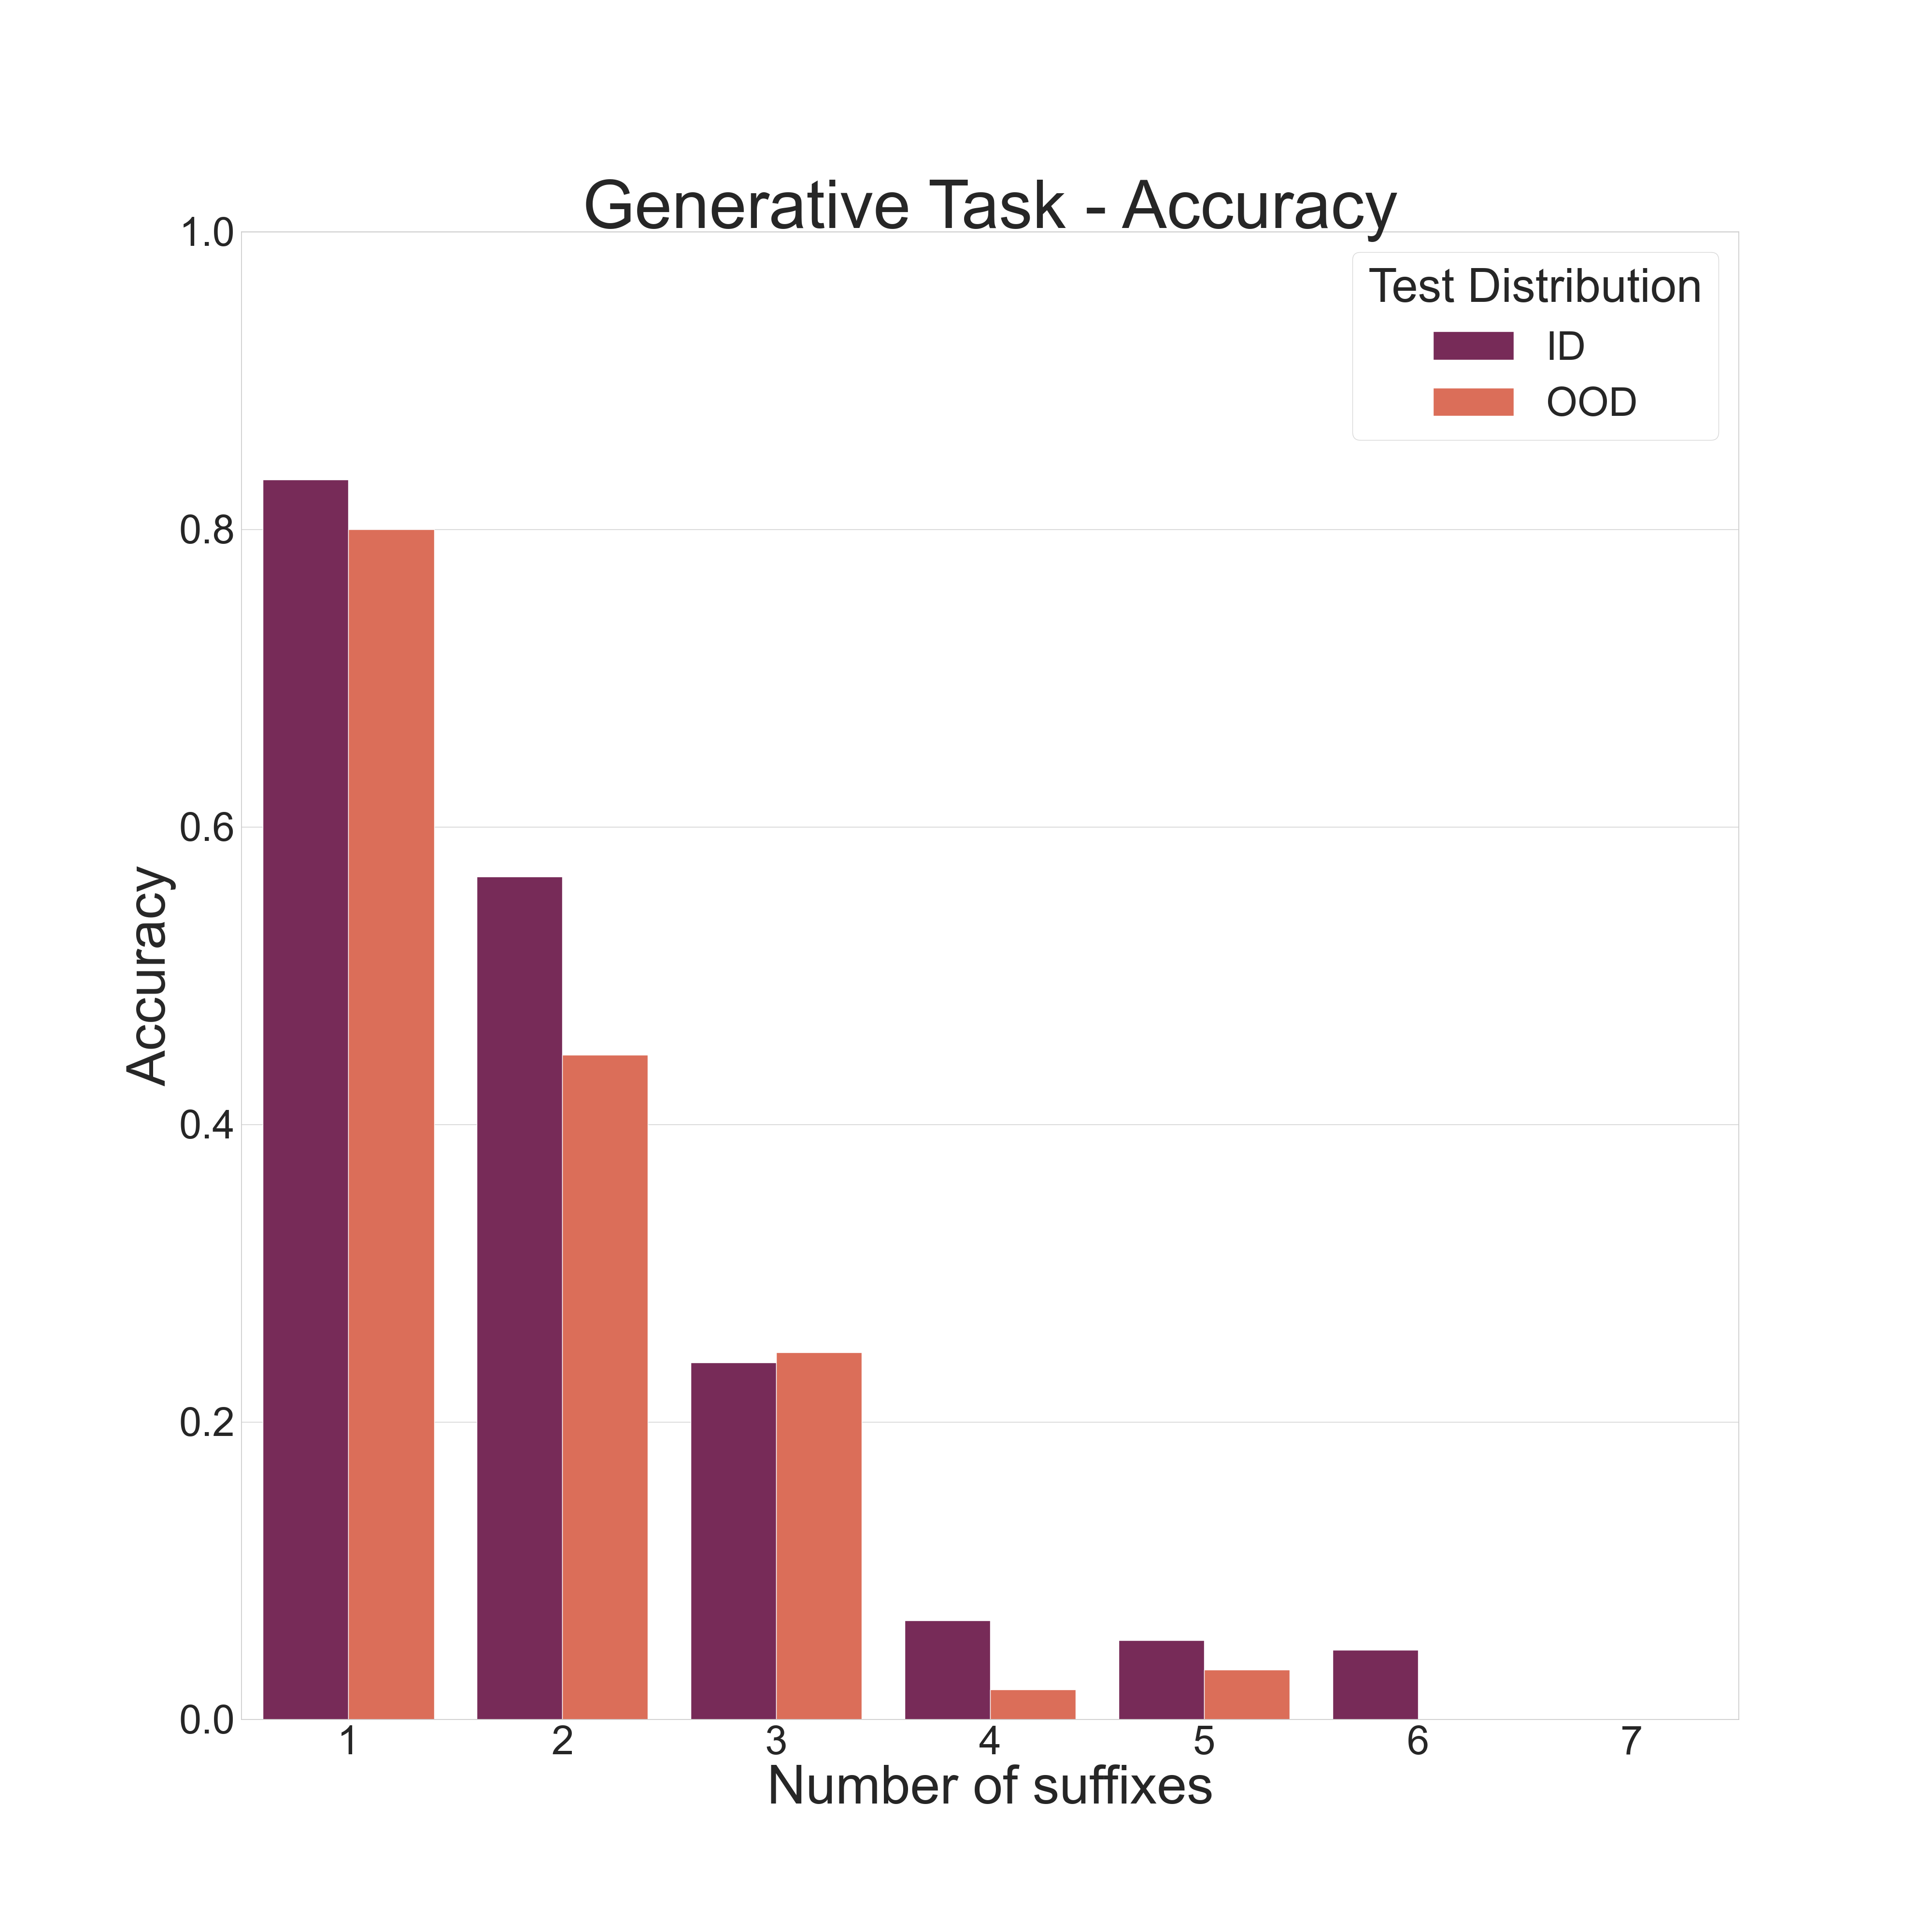 Generative Task - Accuracy
1.0
0.8
0.6
0.4
0.2
0.0
Accuracy
Test Distribution
ID
OOD
1 2 3 4 5 6 7
Number of suffixes